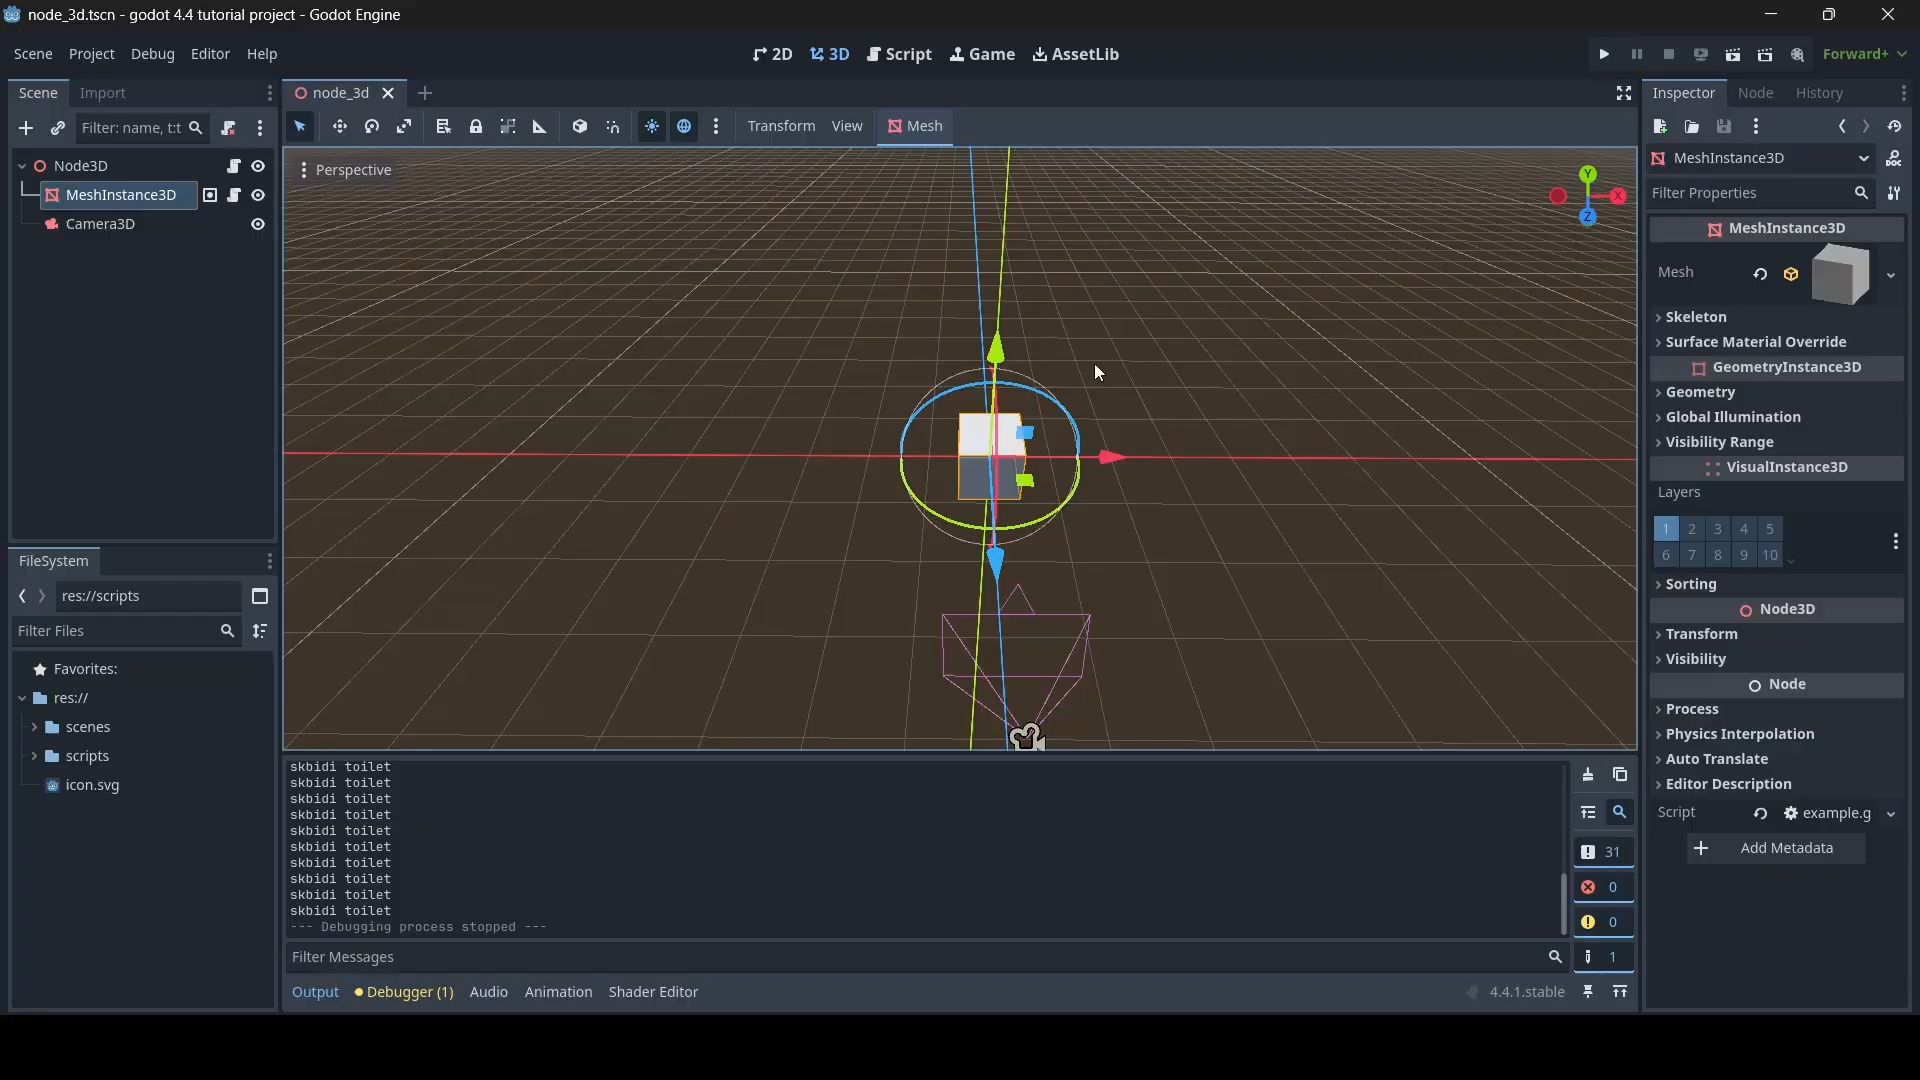 node_3d.tscn - godot 4.4 tutorial project - Godot Engine
Scene Project Debug Editor Help
2D 3D Script Game AssetLib
Forward+
Scene Import
node_3d
Inspector Node History
Filter: name, t:t
Transform View Mesh
Node3D
MeshInstance3D
Camera3D
Perspective
Y
X
Z
MeshInstance3D
Filter Properties
MeshInstance3D
Mesh
Skeleton
Surface Material Override
GeometryInstance3D
Geometry
Global Illumination
Visibility Range
VisualInstance3D
Layers
1 2 3 4 5
6 7 8 9 10
Sorting
Node3D
Transform
Visibility
Node
Process
Physics Interpolation
Auto Translate
Editor Description
Script example.g
Add Metadata
FileSystem
res://scripts
Filter Files
Favorites:
res://
scenes
scripts
icon.svg
skbidi toilet
skbidi toilet
skbidi toilet
skbidi toilet
skbidi toilet
skbidi toilet
skbidi toilet
skbidi toilet
skbidi toilet
skbidi toilet
--- Debugging process stopped ---
31
0
0
1
Filter Messages
Output Debugger (1) Audio Animation Shader Editor
4.4.1.stable